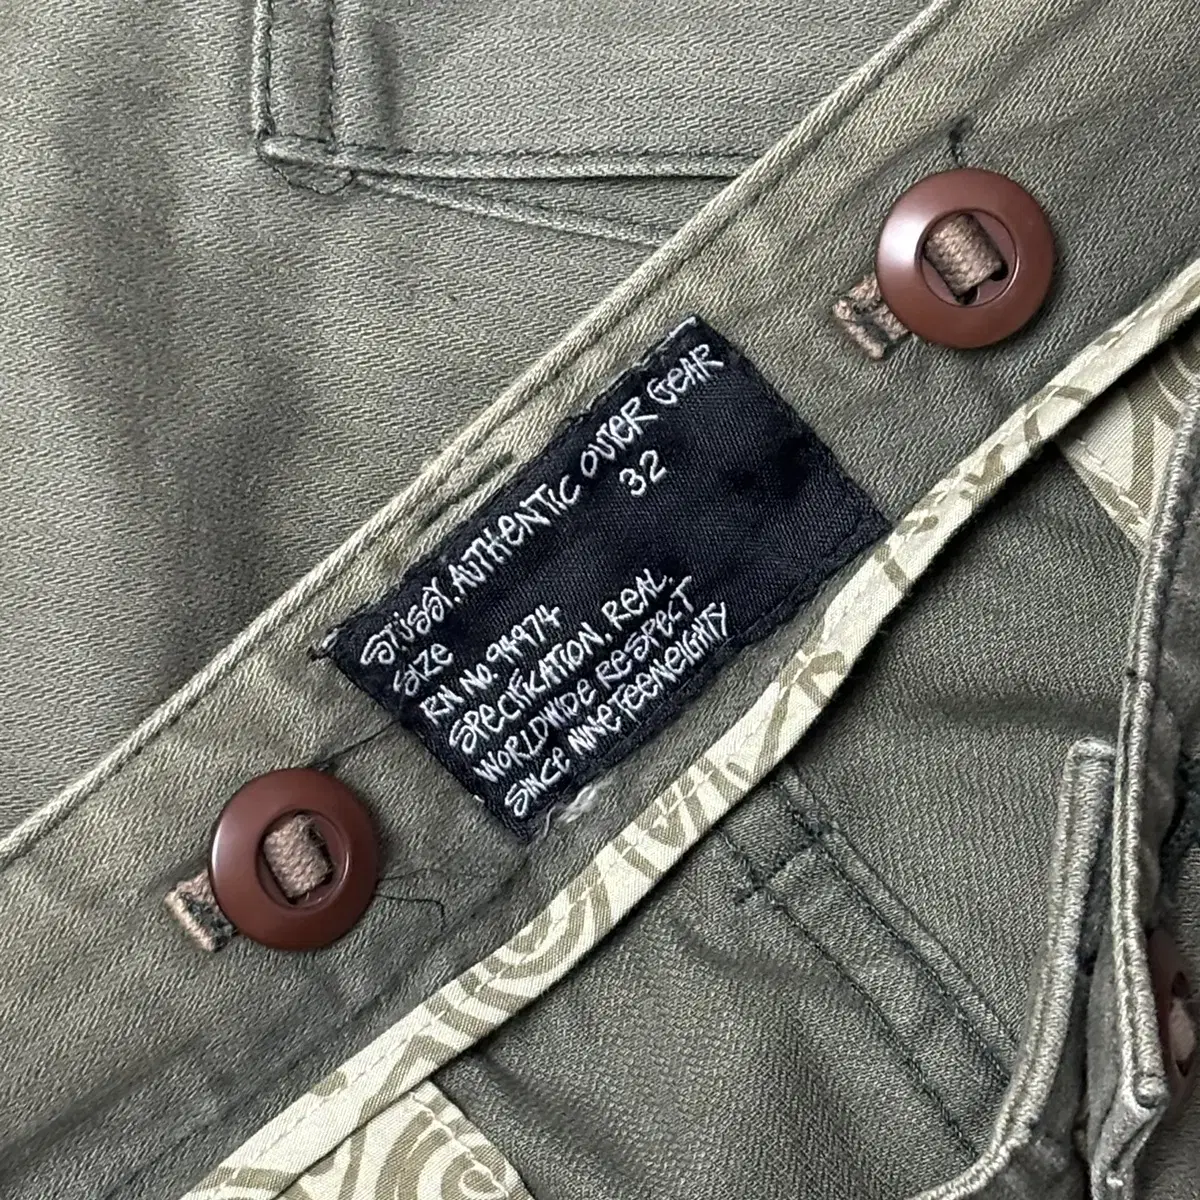 STÜSSY. AUTHENTIC OUTER GEAR
SIZE 32
RN NO. 94974
SPECIFICATION. REAL.
WORLDWIDE RESPECT
SINCE NINETEENEIGHTY